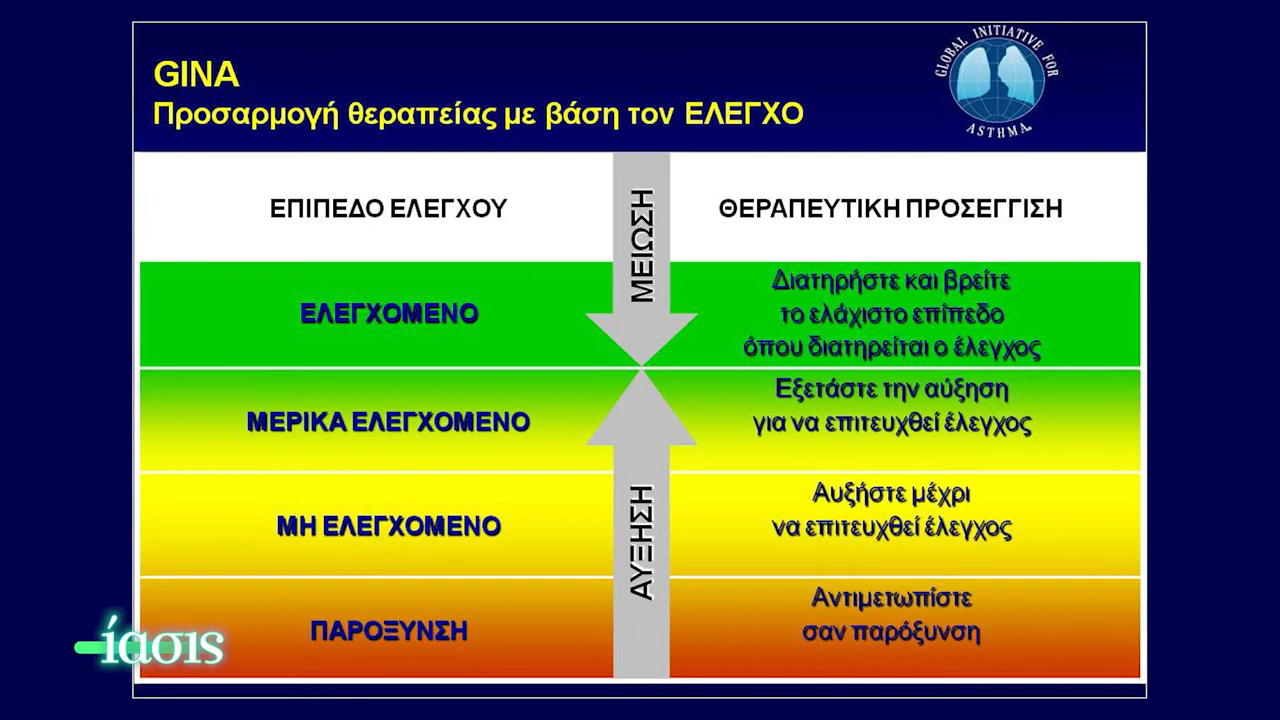 GINA
Προσαρμογή θεραπείας με βάση τον ΕΛΕΓΧΟ
GLOBAL INITIATIVE FOR
ASTHMA
ΕΠΙΠΕΔΟ ΕΛΕΓΧΟΥ
ΜΕΙΩΣΗ
ΘΕΡΑΠΕΥΤΙΚΗ ΠΡΟΣΕΓΓΙΣΗ
ΕΛΕΓΧΟΜΕΝΟ
Διατηρήστε και βρείτε
το ελάχιστο επίπεδο
όπου διατηρείται ο έλεγχος
ΜΕΡΙΚΑ ΕΛΕΓΧΟΜΕΝΟ
Εξετάστε την αύξηση
για να επιτευχθεί έλεγχος
ΜΗ ΕΛΕΓΧΟΜΕΝΟ
ΑΥΞΗΣΗ
Αυξήστε μέχρι
να επιτευχθεί έλεγχος
ΠΑΡΟΞΥΝΣΗ
Αντιμετωπίστε
σαν παρόξυνση
ίασις